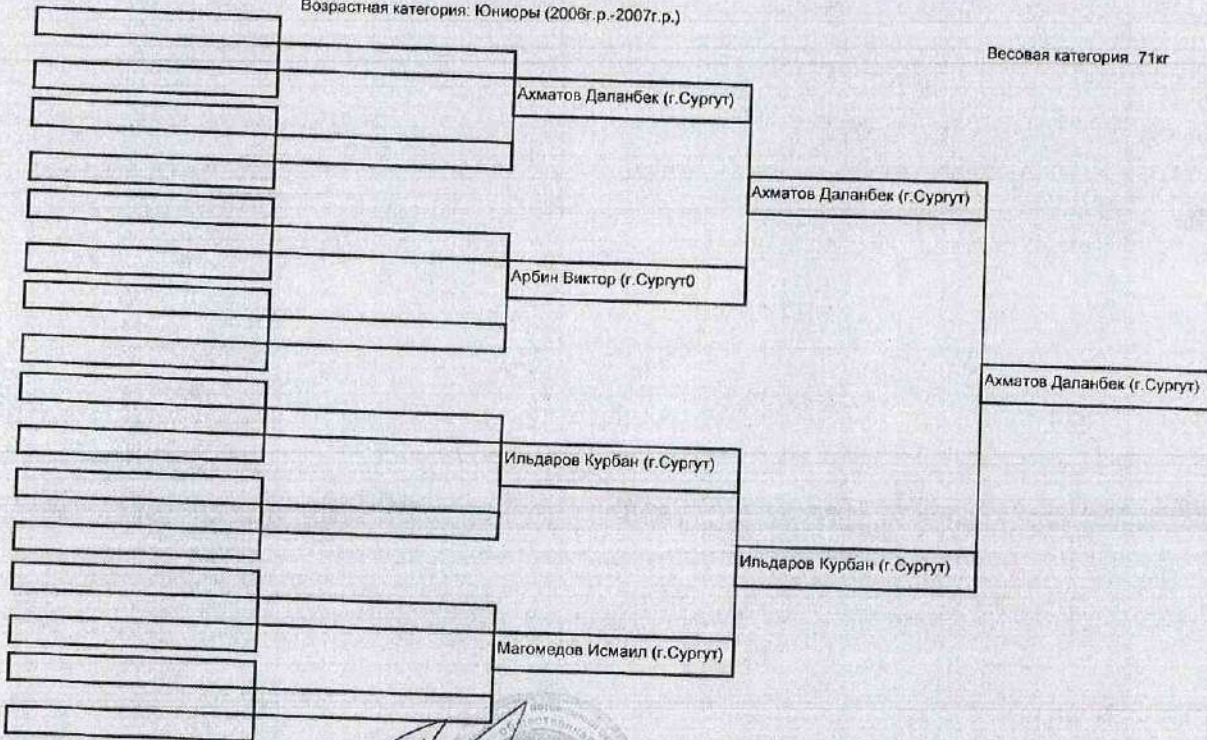 Возрастная категория: Юниоры (2006г.р.-2007г.р.)
Весовая категория 71кг
Ахматов Даланбек (г.Сургут)
Ахматов Даланбек (г.Сургут)
Арбин Виктор (г.Сургут0
Ахматов Даланбек (г.Сургут)
Ильдаров Курбан (г.Сургут)
Ильдаров Курбан (г.Сургут)
Магомедов Исмаил (г.Сургут)